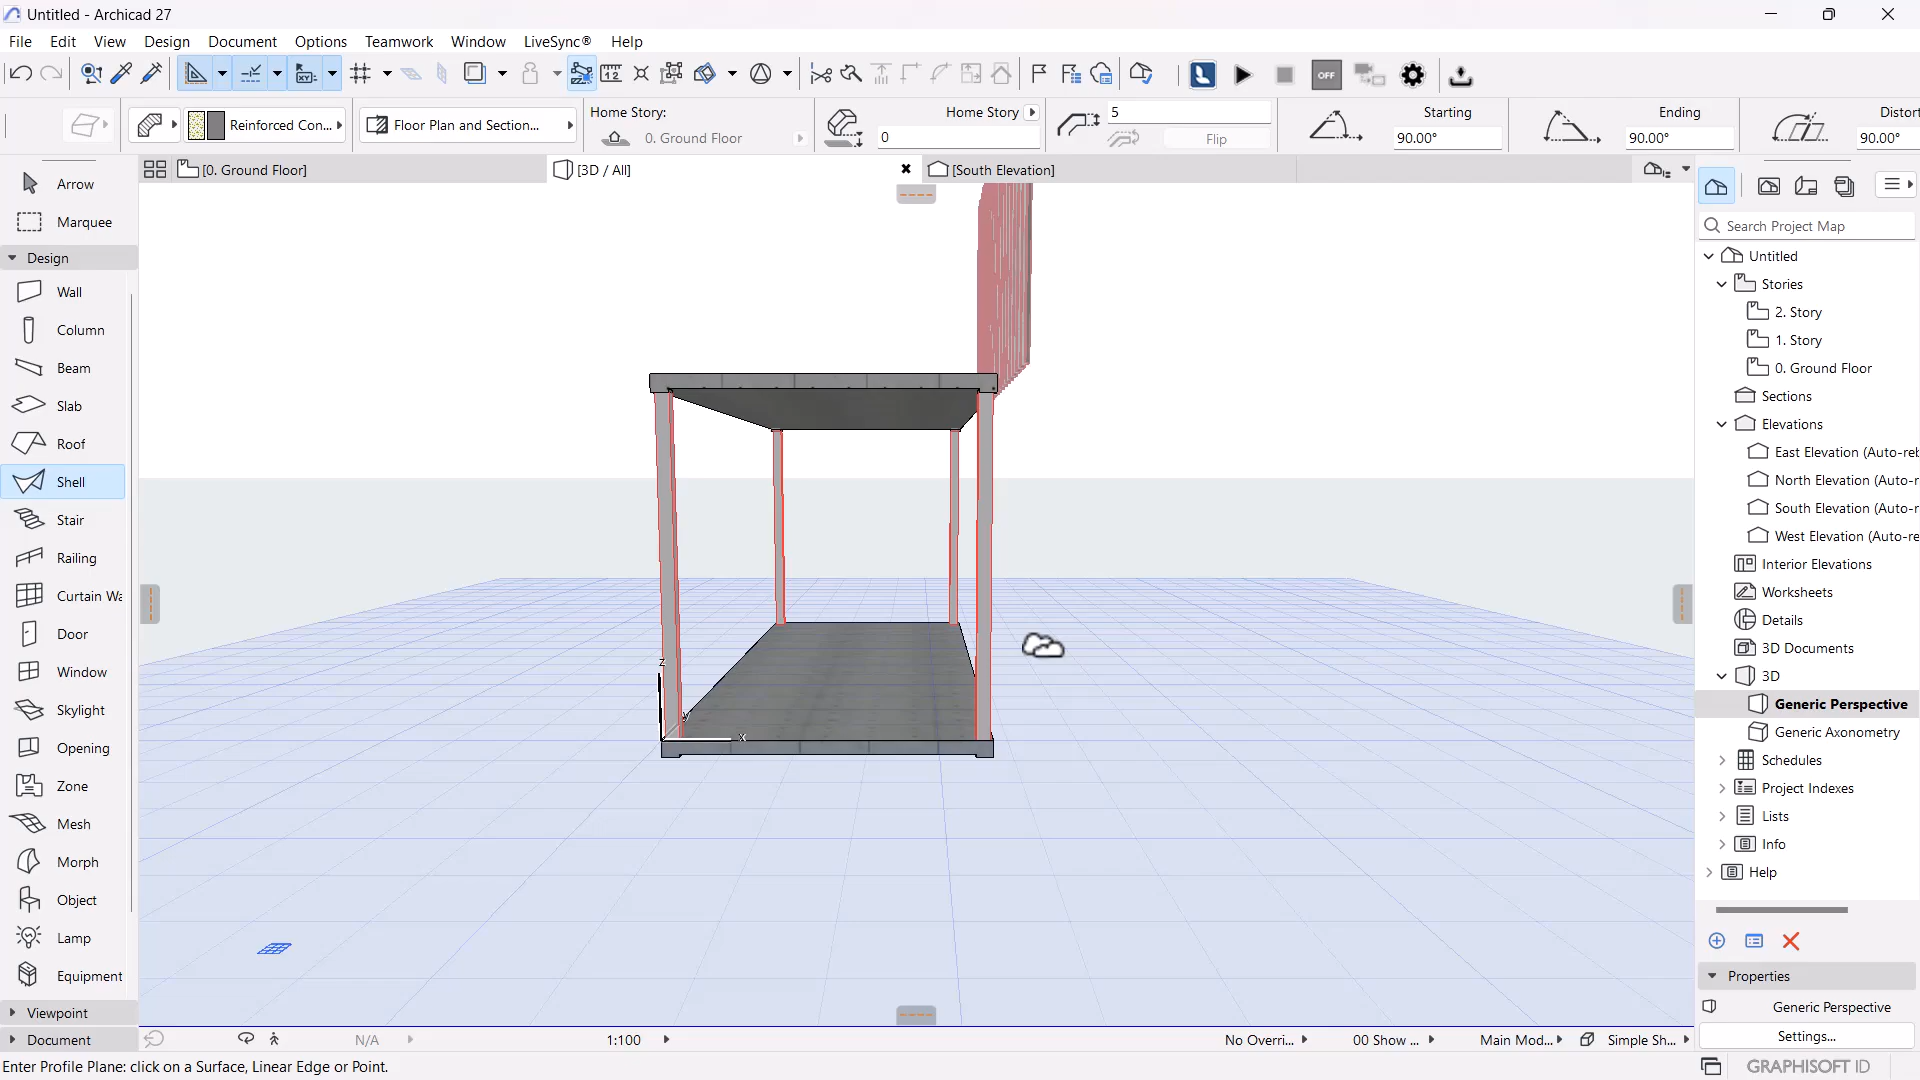 Untitled - Archicad 27
File Edit View Design Document Options Teamwork Window LiveSync® Help
OFF
Reinforced Con...
Floor Plan and Section...
Home Story:
0. Ground Floor
Home Story
0
5
Flip
Starting
90.00°
Ending
90.00°
Distort
90.00°
[0. Ground Floor]
[3D / All]
[South Elevation]
Arrow
Marquee
Design
Wall
Column
Beam
Slab
Roof
Shell
Stair
Railing
Curtain Wa
Door
Window
Skylight
Opening
Zone
Mesh
Morph
Object
Lamp
Equipment
Viewpoint
Document
z
y
x
Search Project Map
Untitled
Stories
2. Story
1. Story
0. Ground Floor
Sections
Elevations
East Elevation (Auto-reb
North Elevation (Auto-r
South Elevation (Auto-r
West Elevation (Auto-re
Interior Elevations
Worksheets
Details
3D Documents
3D
Generic Perspective
Generic Axonometry
Schedules
Project Indexes
Lists
Info
Help
Properties
Generic Perspective
Settings...
N/A
1:100
No Overri...
00 Show ...
Main Mod...
Simple Sh...
Enter Profile Plane: click on a Surface, Linear Edge or Point.
GRAPHISOFT ID